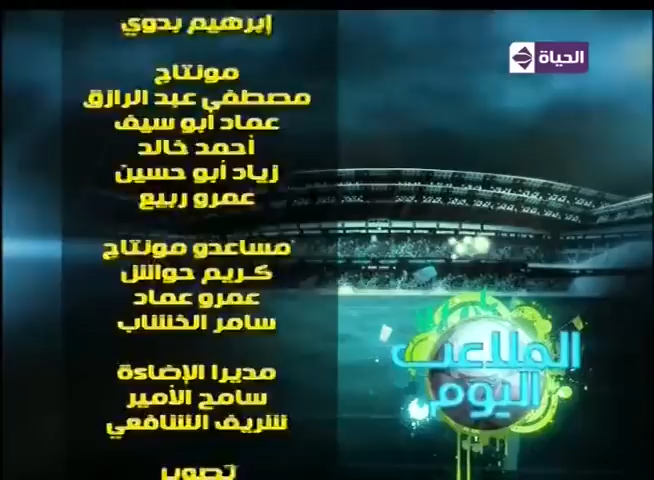 إبرهيم بدوي
مونتاج
مصطفى عبد الرازق
عماد أبو سيف
أحمد خالد
زياد أبو حسين
عمرو ربيع
مساعدو مونتاج
كريم حواش
عمرو عماد
سامر الخشاب
مديرا الإضاءة
سامح الأمير
شريف الشافعي
تصوير
الحياة
الملاعب
اليوم